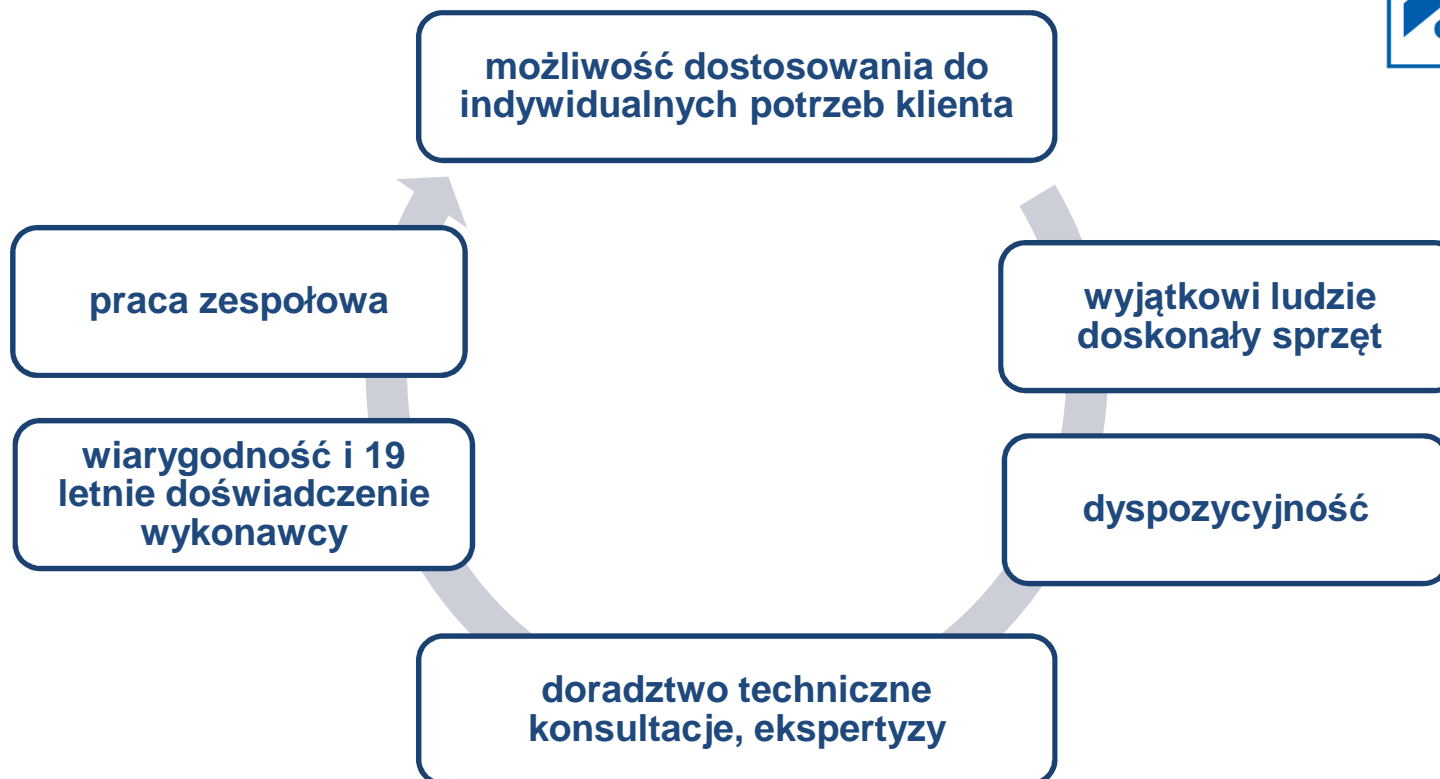 możliwość dostosowania do
indywidualnych potrzeb klienta
wyjątkowi ludzie
doskonały sprzęt
dyspozycyjność
doradztwo techniczne
konsultacje, ekspertyzy
wiarygodność i 19
letnie doświadczenie
wykonawcy
praca zespołowa